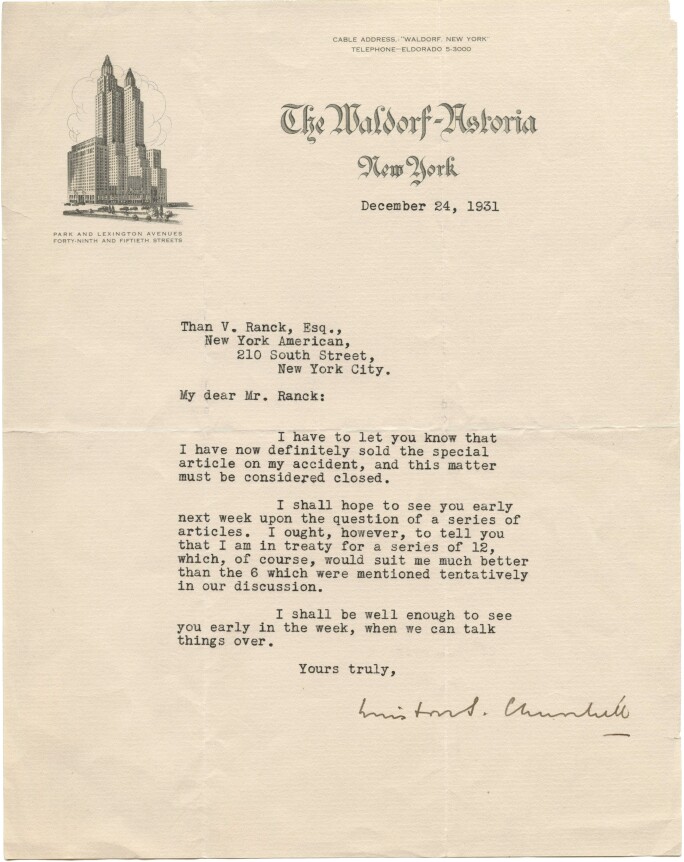 CABLE ADDRESS, "WALDORF, NEW YORK"
TELEPHONE—ELDORADO 5-3000
The Waldorf-Astoria
New York
PARK AND LEXINGTON AVENUES
FORTY-NINTH AND FIFTIETH STREETS
December 24, 1931
Than V. Ranck, Esq.,
New York American,
210 South Street,
New York City.
My dear Mr. Ranck:
I have to let you know that
I have now definitely sold the special
article on my accident, and this matter
must be considered closed.
I shall hope to see you early
next week upon the question of a series of
articles. I ought, however, to tell you
that I am in treaty for a series of 12,
which, of course, would suit me much better
than the 6 which were mentioned tentatively
in our discussion.
I shall be well enough to see
you early in the week, when we can talk
things over.
Yours truly,
Winston S. Churchill